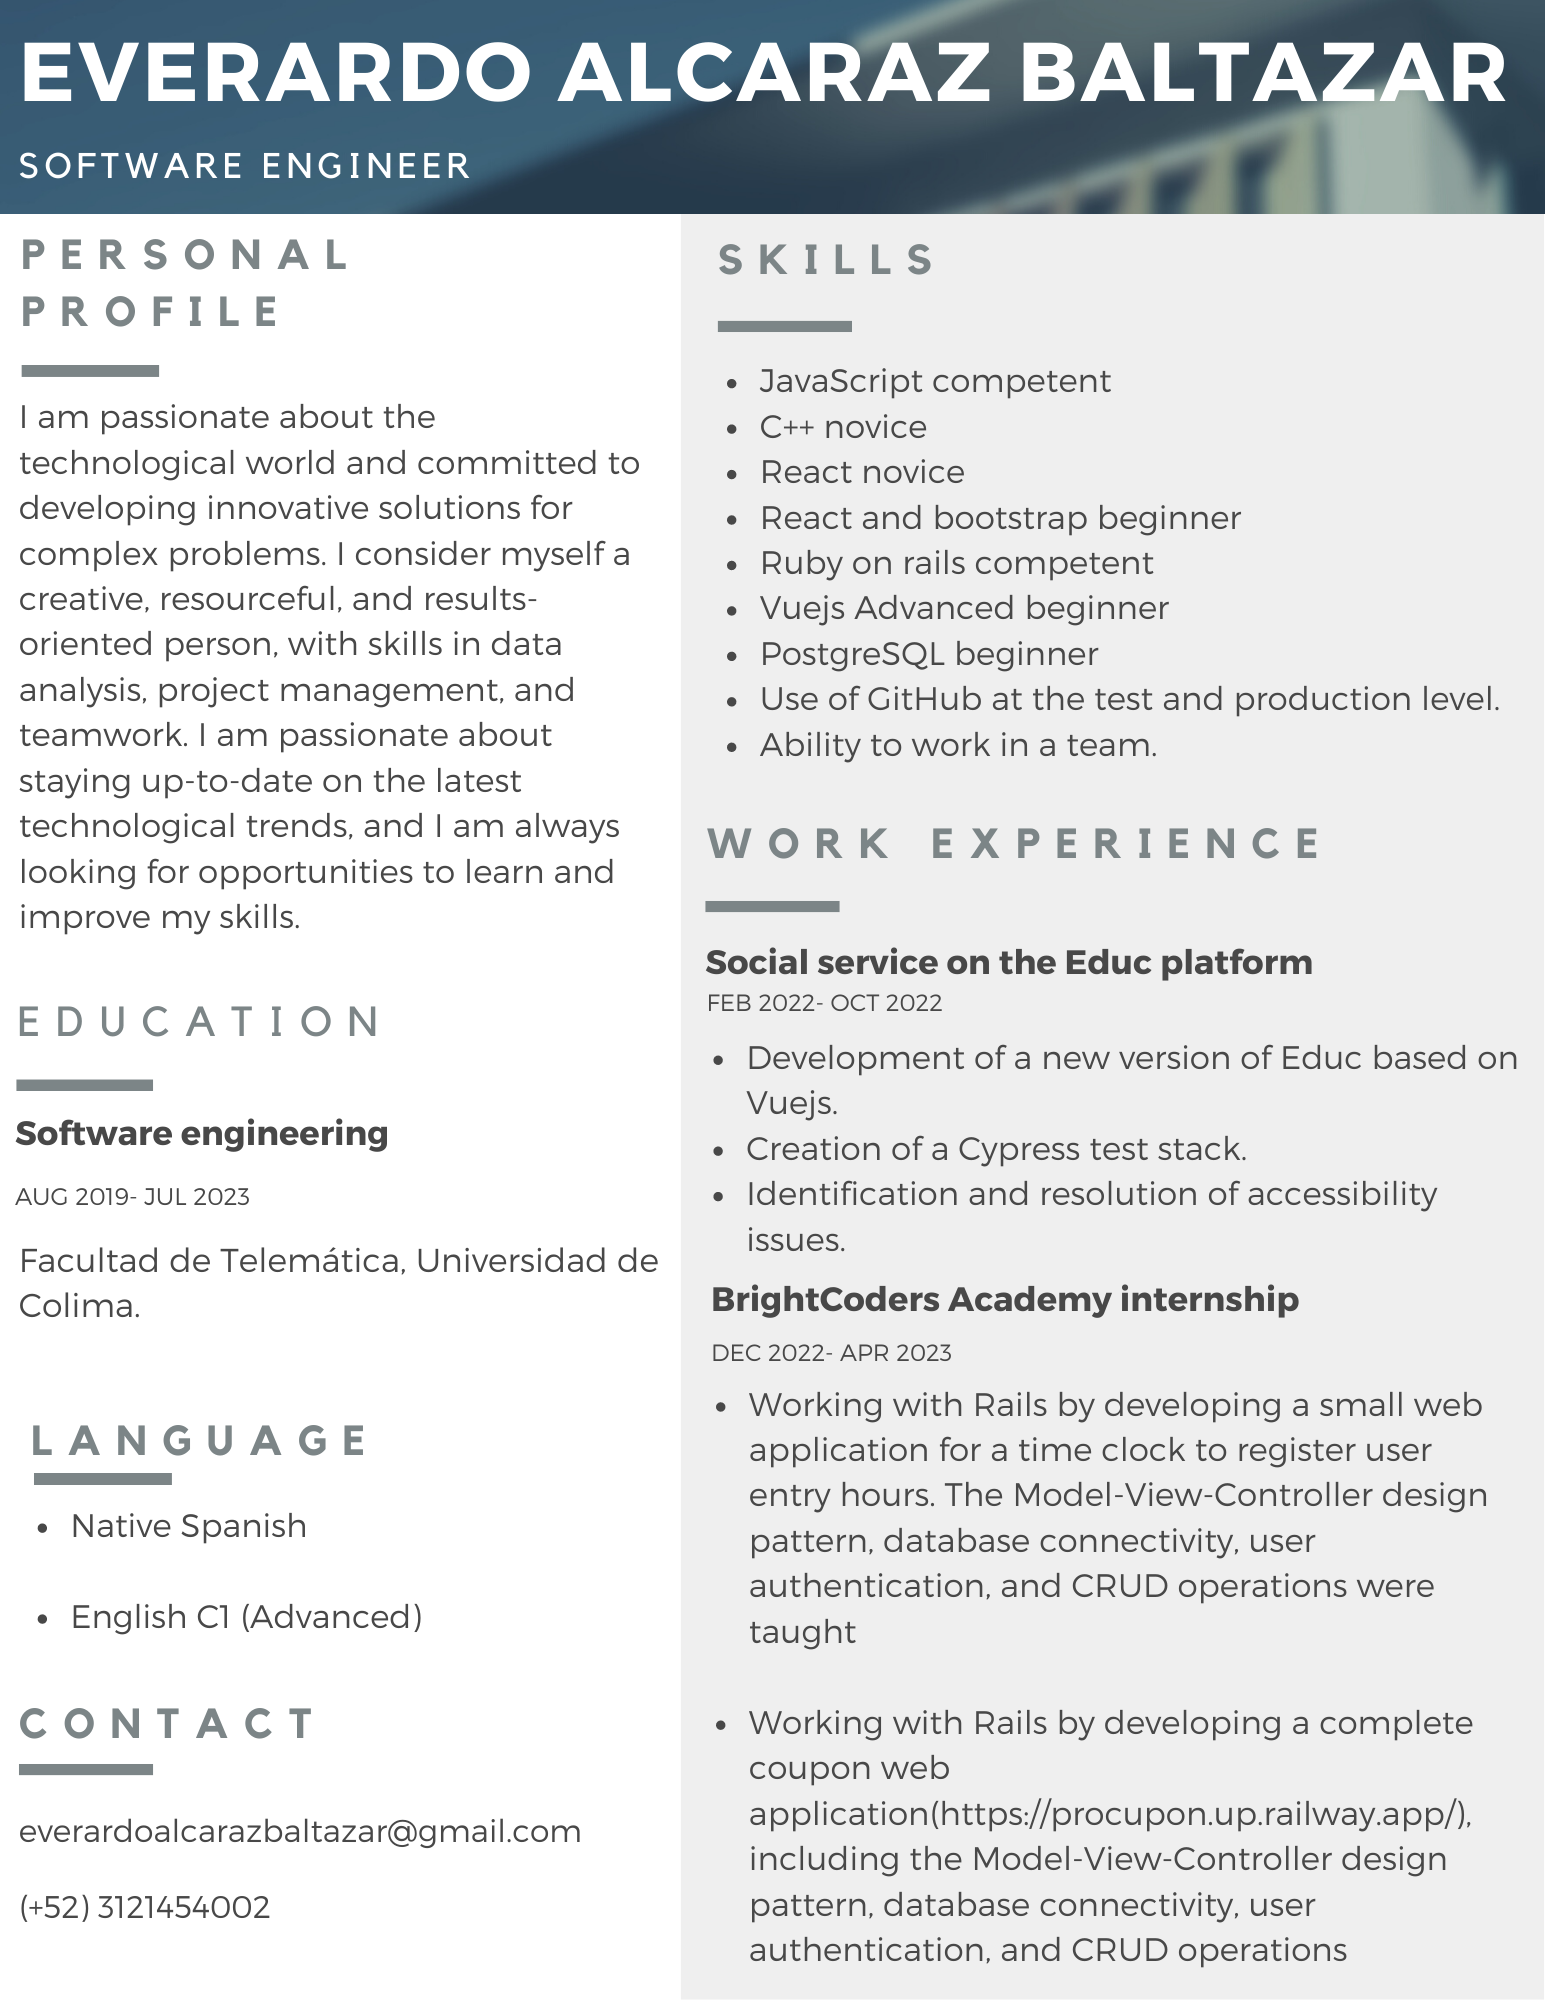 EVERARDO ALCARAZ BALTAZAR
SOFTWARE ENGINEER
PERSONAL
PROFILE
I am passionate about the
technological world and committed to
developing innovative solutions for
complex problems. I consider myself a
creative, resourceful, and results-
oriented person, with skills in data
analysis, project management, and
teamwork. I am passionate about
staying up-to-date on the latest
technological trends, and I am always
looking for opportunities to learn and
improve my skills.
EDUCATION
Software engineering
AUG 2019- JUL 2023
Facultad de Telemática, Universidad de
Colima.
LANGUAGE
• Native Spanish
• English C1 (Advanced)
CONTACT
everardoalcarazbaltazar@gmail.com
(+52) 3121454002
SKILLS
• JavaScript competent
• C++ novice
• React novice
• React and bootstrap beginner
• Ruby on rails competent
• Vuejs Advanced beginner
• PostgreSQL beginner
• Use of GitHub at the test and production level.
• Ability to work in a team.
WORK EXPERIENCE
Social service on the Educ platform
FEB 2022- OCT 2022
• Development of a new version of Educ based on
Vuejs.
• Creation of a Cypress test stack.
• Identification and resolution of accessibility
issues.
BrightCoders Academy internship
DEC 2022- APR 2023
• Working with Rails by developing a small web
application for a time clock to register user
entry hours. The Model-View-Controller design
pattern, database connectivity, user
authentication, and CRUD operations were
taught
• Working with Rails by developing a complete
coupon web
application(https://procupon.up.railway.app/),
including the Model-View-Controller design
pattern, database connectivity, user
authentication, and CRUD operations